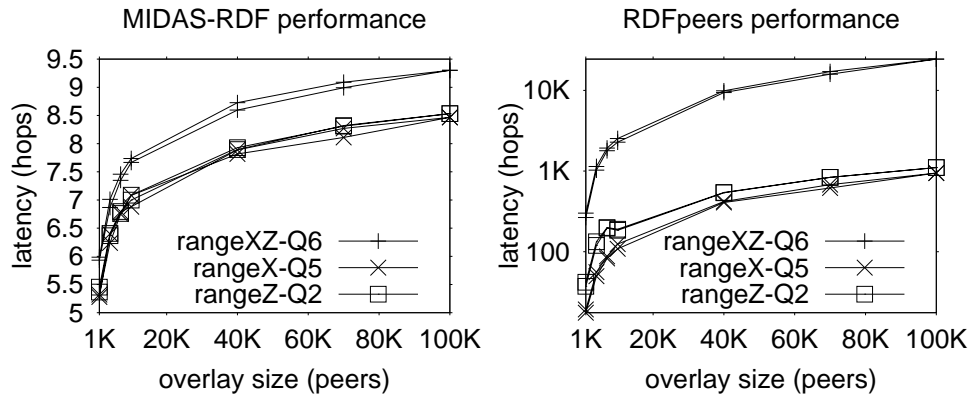 MIDAS-RDF performance
latency (hops)
9.5
9
8.5
8
7.5
7
6.5
6
5.5
5
rangeXZ-Q6
rangeX-Q5
rangeZ-Q2
1K 20K 40K 60K 80K 100K
overlay size (peers)
RDFpeers performance
latency (hops)
10K
1K
100
rangeXZ-Q6
rangeX-Q5
rangeZ-Q2
1K 20K 40K 60K 80K 100K
overlay size (peers)